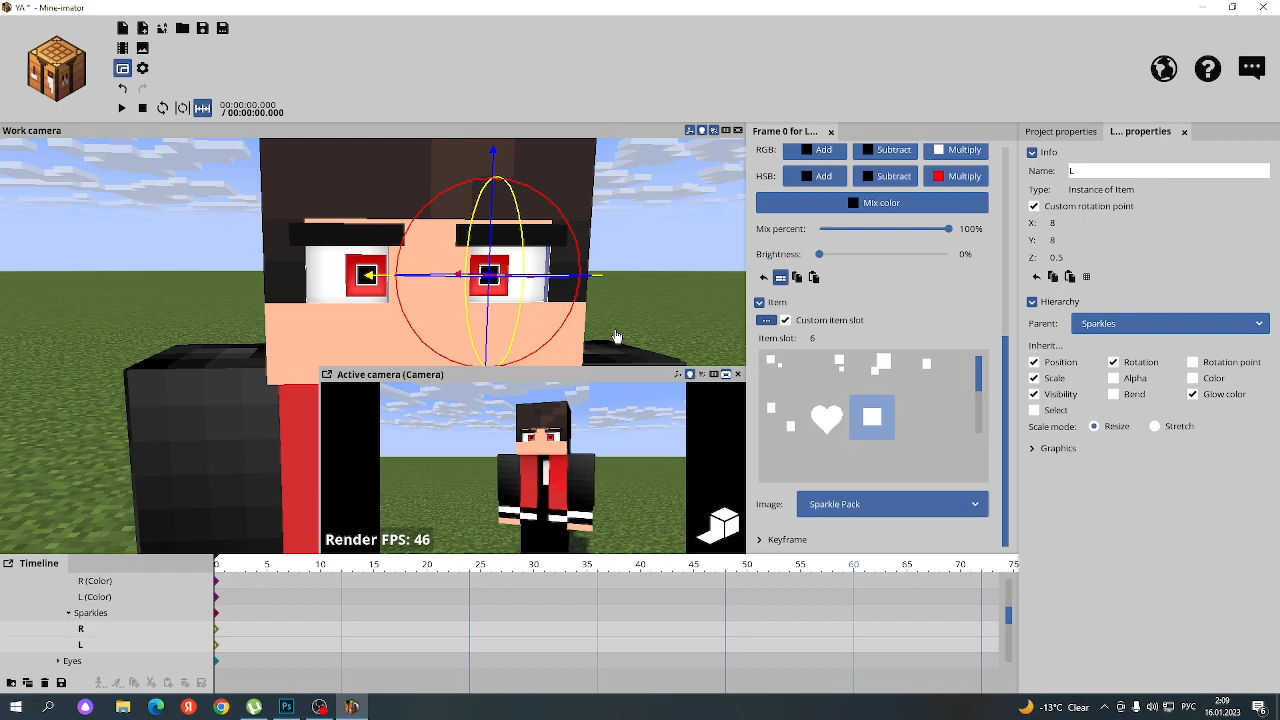 YA * - Mine-imator
00:00:00.000
/ 00:00:00.000
Work camera
Frame 0 for L...
Project properties
L... properties
RGB:
Add
Subtract
Multiply
HSB:
Add
Subtract
Multiply
Mix color
Mix percent:
100%
Brightness:
0%
Item
Custom item slot
Item slot: 6
Image:
Sparkle Pack
Keyframe
Info
Name: L
Type: Instance of Item
Custom rotation point
X: 8
Y: 8
Z: 0.5
Hierarchy
Parent: Sparkles
Inherit...
Position
Rotation
Rotation point
Scale
Alpha
Color
Visibility
Bend
Glow color
Select
Scale mode:
Resize
Stretch
Graphics
Active camera (Camera)
Render FPS: 46
Timeline
0 5 10 15 20 25 30 35 40 45 50 55 60 65 70 75
R (Color)
L (Color)
Sparkles
R
L
Eyes
Я
Ps
-13°C Clear
РУС
2:09
16.01.2023